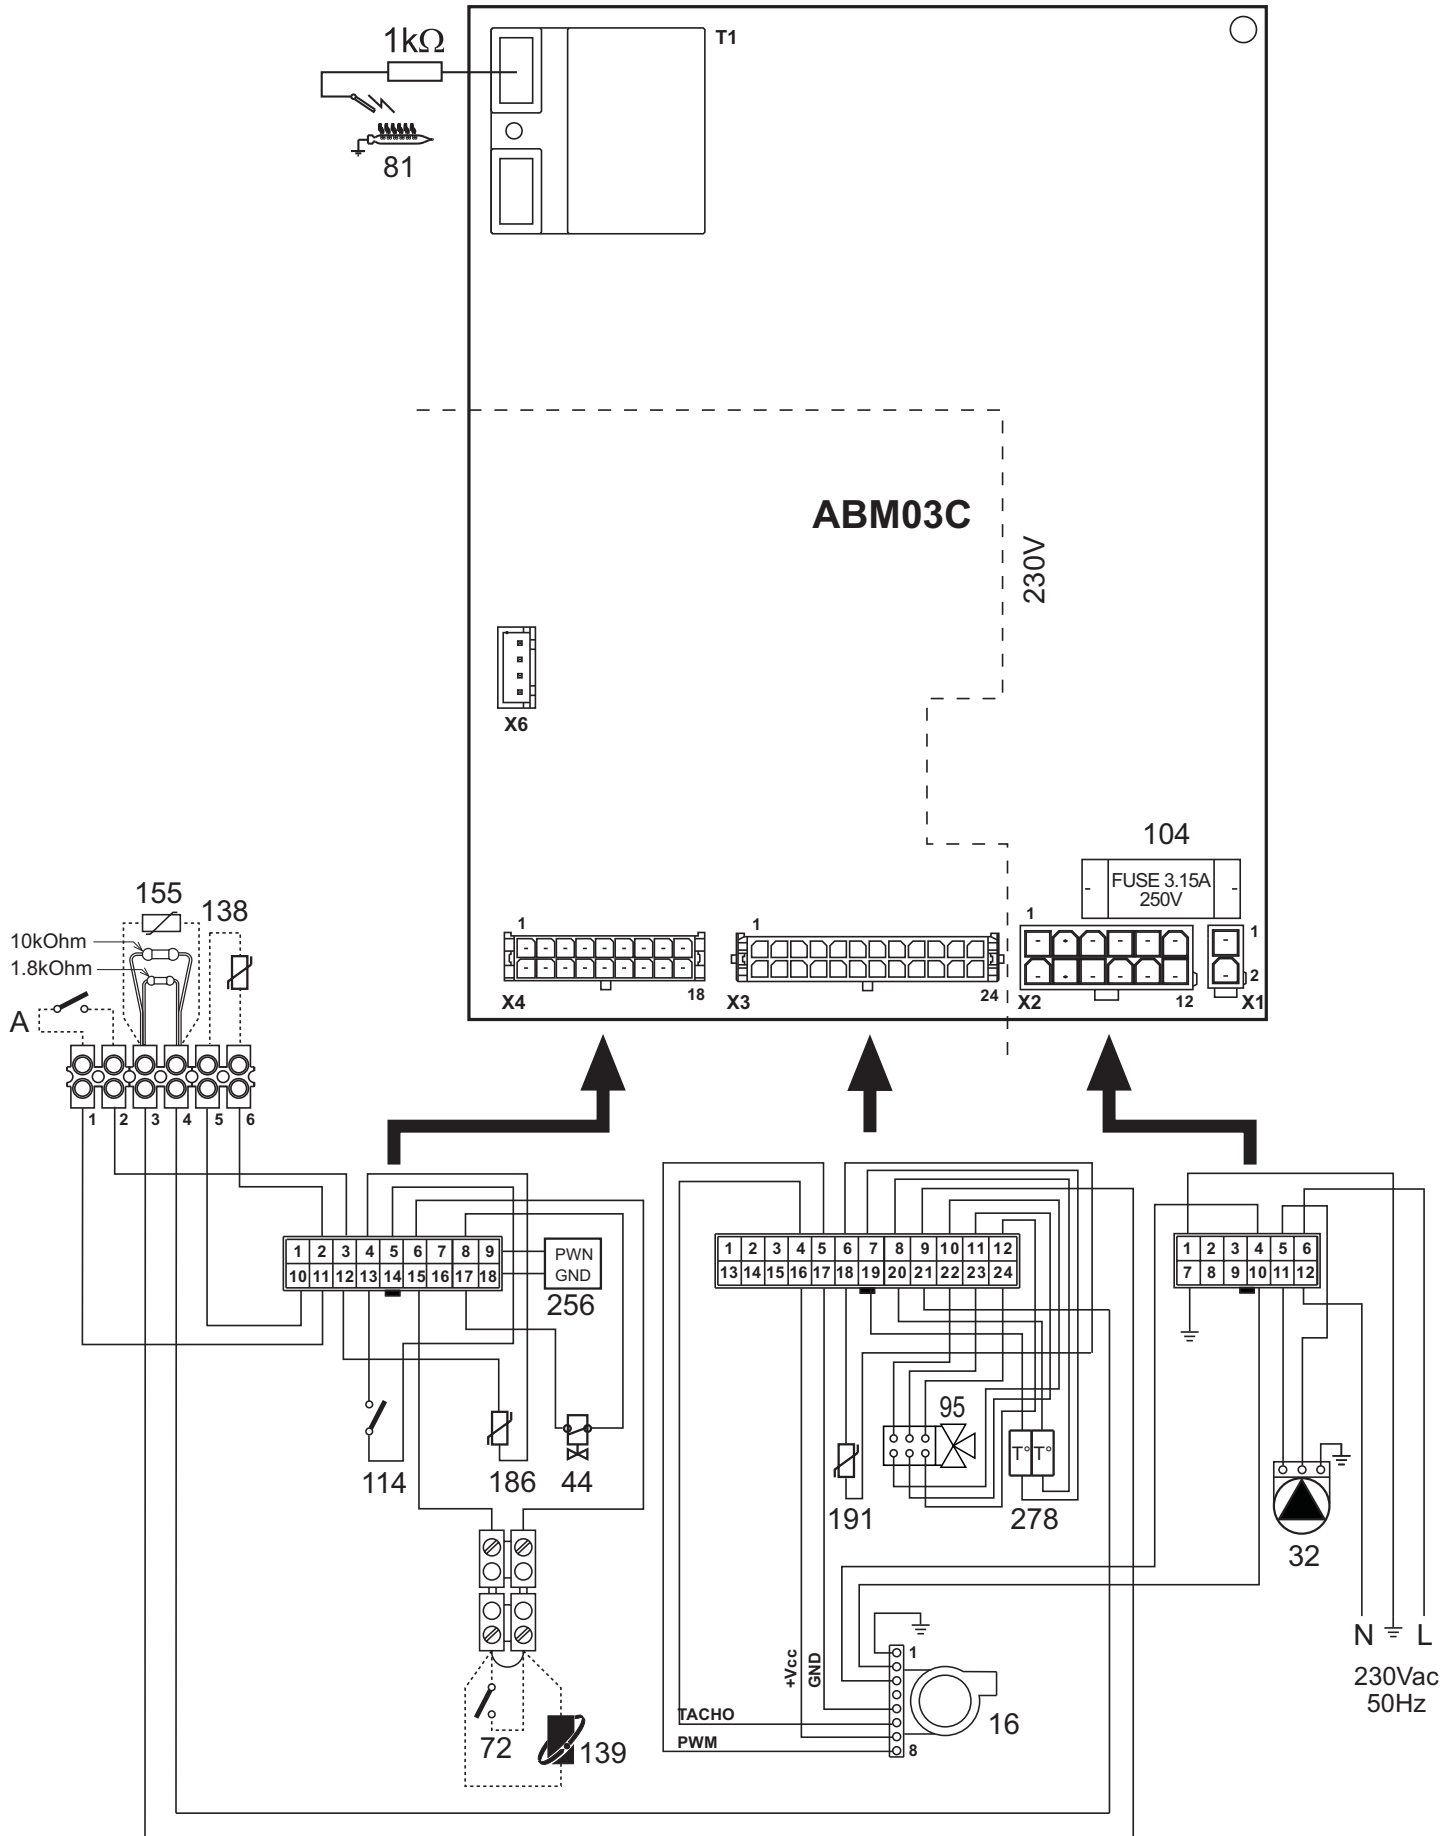 1kΩ
T1
81
ABM03C
230V
X6
104
FUSE 3.15A
250V
155
138
10kOhm
1.8kOhm
A
1
18
X4
1
24
X3
1
12
X2
1
2
X1
1 2 3 4 5 6
1 2 3 4 5 6 7 8 9
10 11 12 13 14 15 16 17 18
PWN
GND
256
1 2 3 4 5 6 7 8 9 10 11 12
13 14 15 16 17 18 19 20 21 22 23 24
1 2 3 4 5 6
7 8 9 10 11 12
114
186
44
191
95
278
32
N
L
230Vac
50Hz
+Vcc
GND
TACHO
PWM
1
8
16
72
139